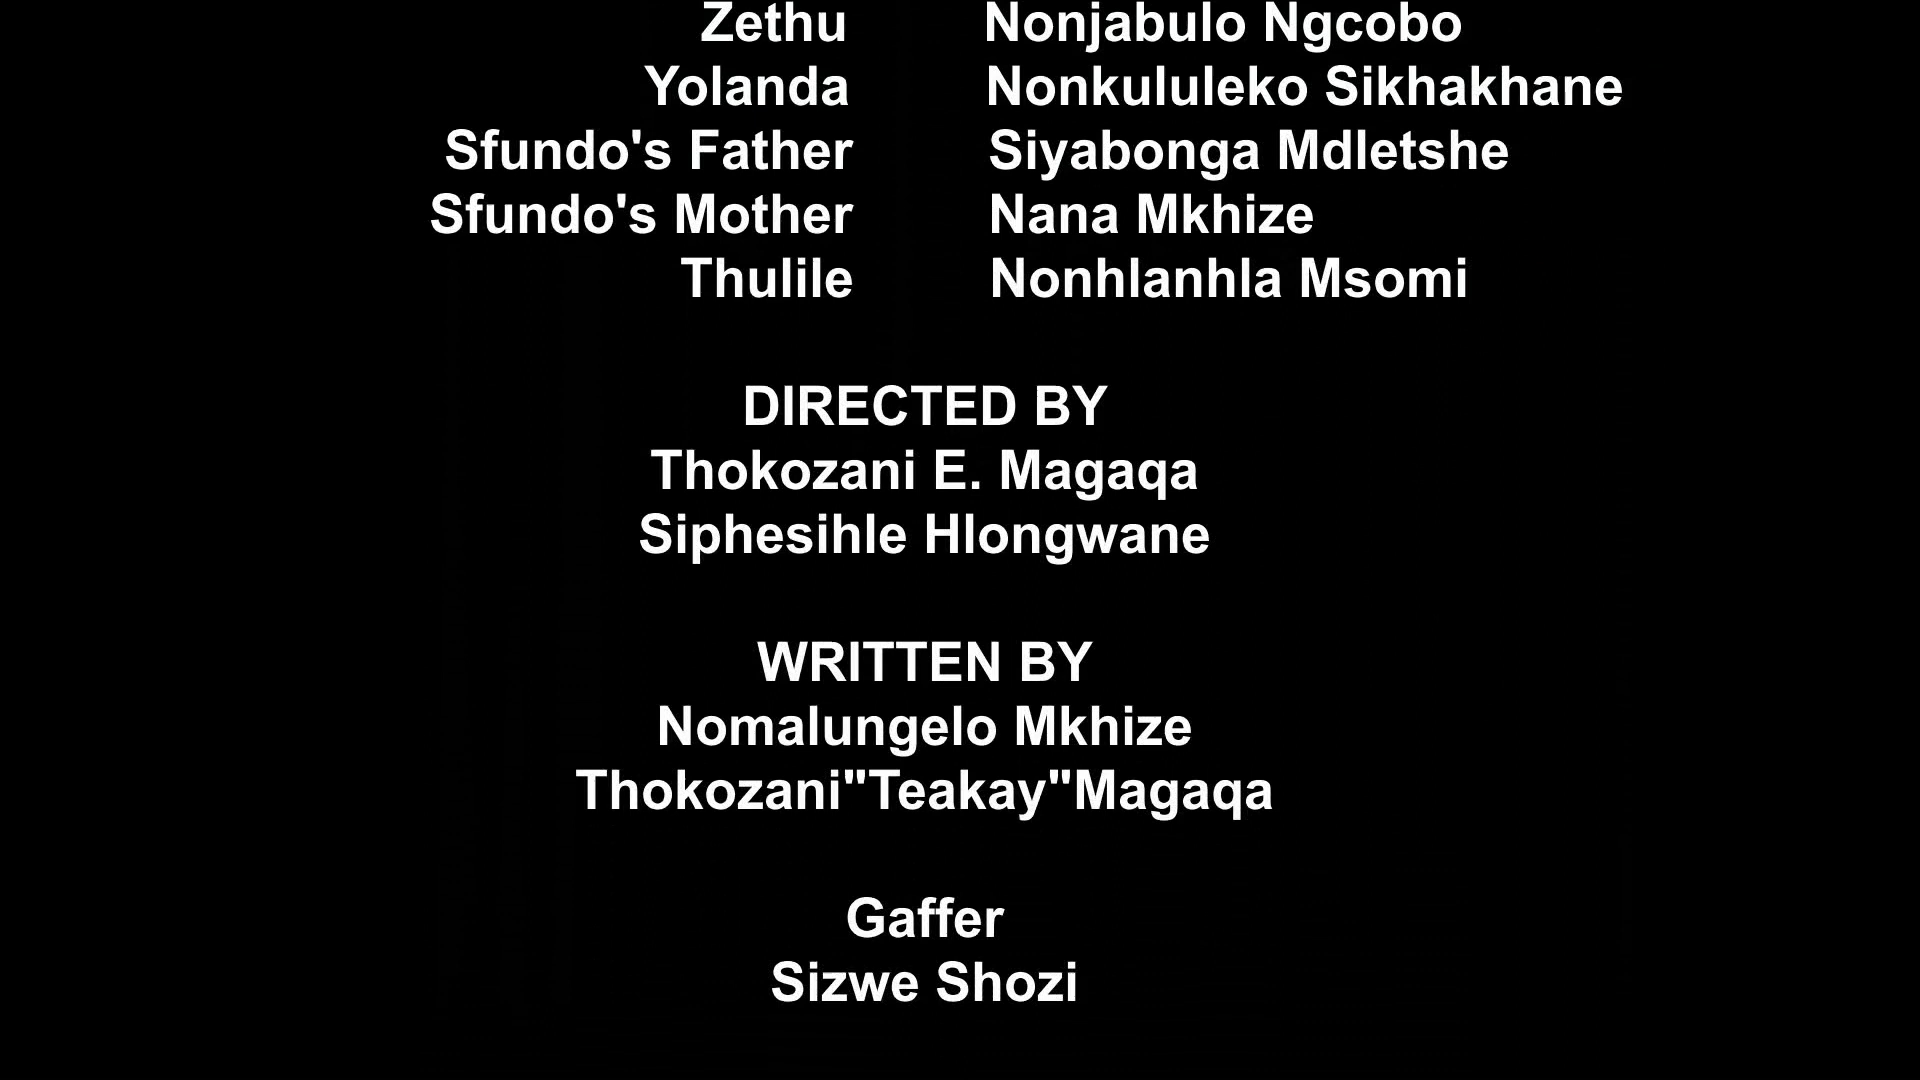 Zethu Nonjabulo Ngcobo
Yolanda Nonkululeko Sikhakhane
Sfundo's Father Siyabonga Mdletshe
Sfundo's Mother Nana Mkhize
Thulile Nonhlanhla Msomi
DIRECTED BY
Thokozani E. Magaqa
Siphesihle Hlongwane
WRITTEN BY
Nomalungelo Mkhize
Thokozani"Teakay"Magaqa
Gaffer
Sizwe Shozi